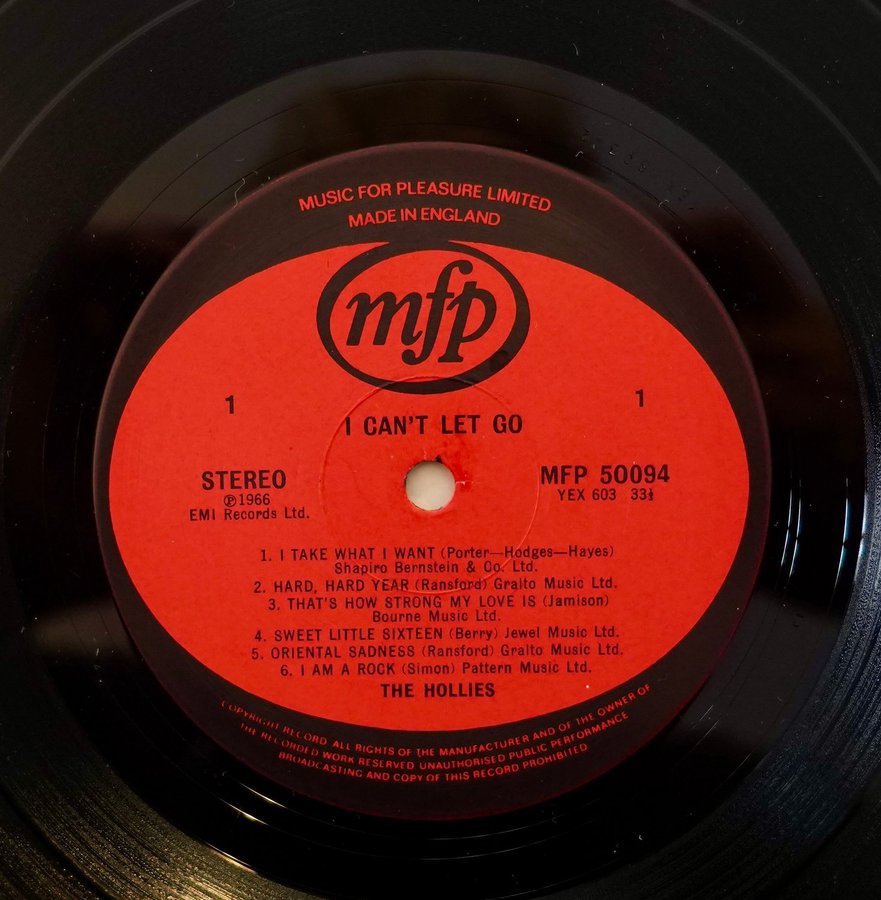 MUSIC FOR PLEASURE LIMITED
MADE IN ENGLAND
mfp
1 1
I CAN'T LET GO
STEREO MFP 50094
Ⓟ1966 YEX 603 33⅓
EMI Records Ltd.
1. I TAKE WHAT I WANT (Porter—Hodges—Hayes)
Shapiro Bernstein & Co. Ltd.
2. HARD, HARD YEAR (Ransford) Gralto Music Ltd.
3. THAT'S HOW STRONG MY LOVE IS (Jamison)
Bourne Music Ltd.
4. SWEET LITTLE SIXTEEN (Berry) Jewel Music Ltd.
5. ORIENTAL SADNESS (Ransford) Gralto Music Ltd.
6. I AM A ROCK (Simon) Pattern Music Ltd.
THE HOLLIES
COPYRIGHT RECORD ALL RIGHTS OF THE MANUFACTURER AND OF THE OWNER OF
THE RECORDED WORK RESERVED UNAUTHORISED PUBLIC PERFORMANCE
BROADCASTING AND COPY OF THIS RECORD PROHIBITED